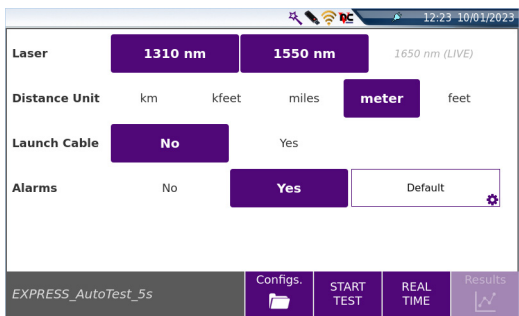 DC 12:23 10/01/2023
Laser 1310 nm 1550 nm 1650 nm (LIVE)
Distance Unit km kfeet miles meter feet
Launch Cable No Yes
Alarms No Yes Default
EXPRESS_AutoTest_5s
Configs.
START
TEST
REAL
TIME
Results